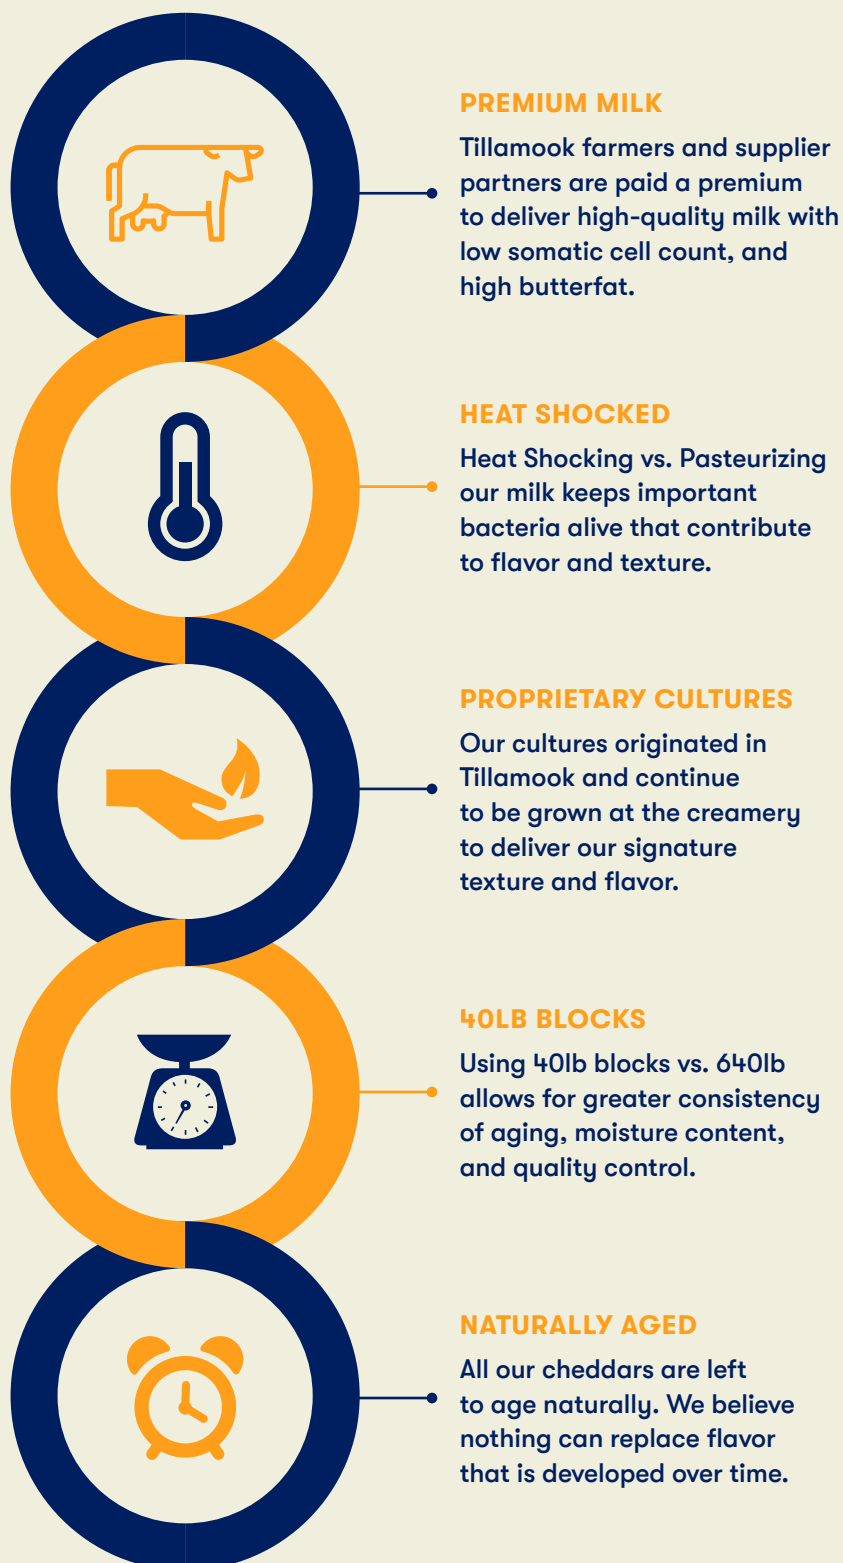 PREMIUM MILK
Tillamook farmers and supplier
partners are paid a premium
to deliver high-quality milk with
low somatic cell count, and
high butterfat.
HEAT SHOCKED
Heat Shocking vs. Pasteurizing
our milk keeps important
bacteria alive that contribute
to flavor and texture.
PROPRIETARY CULTURES
Our cultures originated in
Tillamook and continue
to be grown at the creamery
to deliver our signature
texture and flavor.
40LB BLOCKS
Using 40lb blocks vs. 640lb
allows for greater consistency
of aging, moisture content,
and quality control.
NATURALLY AGED
All our cheddars are left
to age naturally. We believe
nothing can replace flavor
that is developed over time.